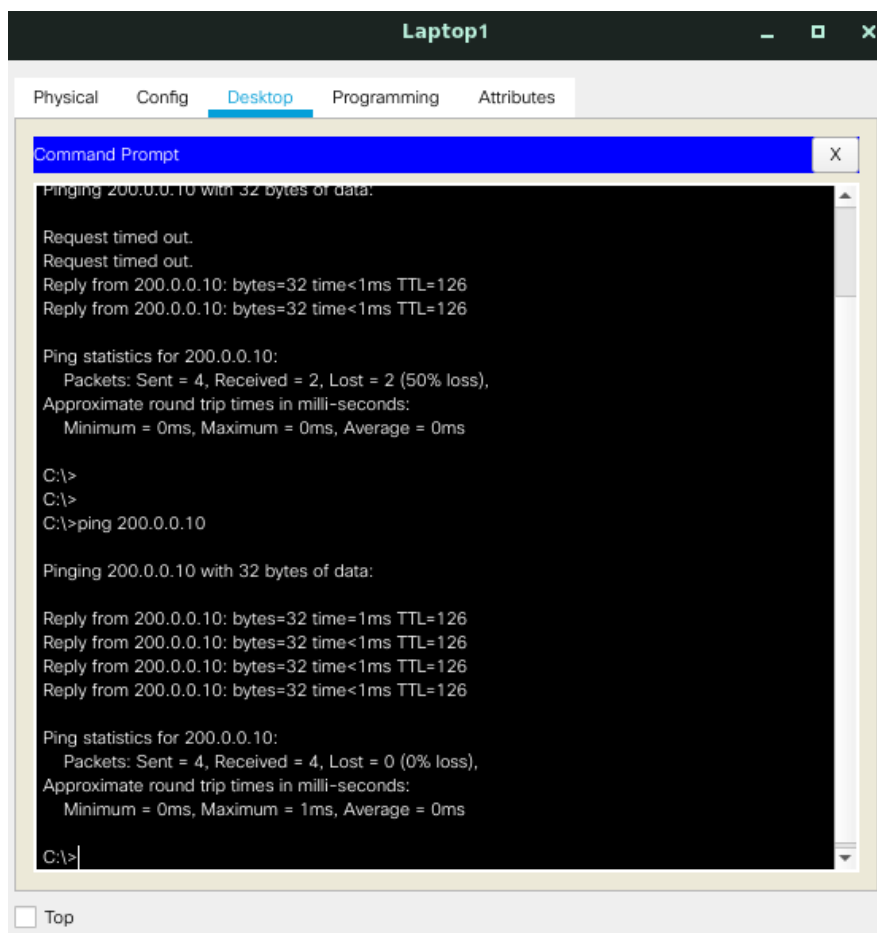 Laptop1
Physical Config Desktop Programming Attributes
Command Prompt
X
Pinging 200.0.0.10 with 32 bytes of data:
Request timed out.
Request timed out.
Reply from 200.0.0.10: bytes=32 time<1ms TTL=126
Reply from 200.0.0.10: bytes=32 time<1ms TTL=126
Ping statistics for 200.0.0.10:
Packets: Sent = 4, Received = 2, Lost = 2 (50% loss),
Approximate round trip times in milli-seconds:
Minimum = 0ms, Maximum = 0ms, Average = 0ms
C:\>
C:\>
C:\>ping 200.0.0.10
Pinging 200.0.0.10 with 32 bytes of data:
Reply from 200.0.0.10: bytes=32 time=1ms TTL=126
Reply from 200.0.0.10: bytes=32 time<1ms TTL=126
Reply from 200.0.0.10: bytes=32 time<1ms TTL=126
Reply from 200.0.0.10: bytes=32 time<1ms TTL=126
Ping statistics for 200.0.0.10:
Packets: Sent = 4, Received = 4, Lost = 0 (0% loss),
Approximate round trip times in milli-seconds:
Minimum = 0ms, Maximum = 1ms, Average = 0ms
C:\>
Top